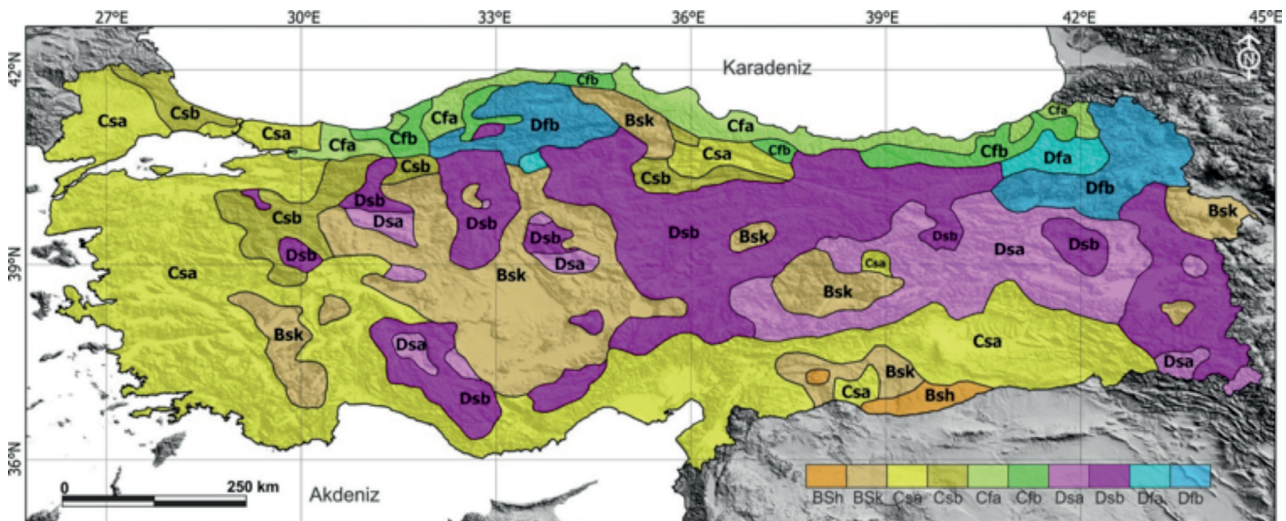 27°E 30°E 33°E 36°E 39°E 42°E 45°E
42°N
39°N
36°N
Karadeniz
N
Cfb
Cfa
Csa
Csb
Cfa
Dfb
Bsk
Cfa
Csa
Cfb
Cfa
Cfb
Csa
Cfb
Cfb
Dfa
Csb
Csb
Dfb
Dsb
Csb
Dsa
Dsb
Dsb
Dsb
Bsk
Dsb
Dsa
Dsb
Bsk
Dsb
Dsa
Csa
Csa
Bsk
Bsk
Bsk
Dsa
Csa
Dsa
Bsk
Csa
Bsh
Dsb
0 250 km
Akdeniz
BSh BSk Csa Csb Cfa Cfb Dsa Dsb Dfa Dfb